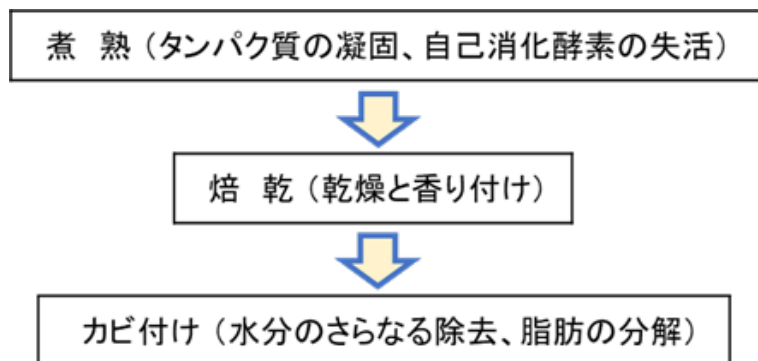 煮　熟（タンパク質の凝固、自己消化酵素の失活）
焙　乾（乾燥と香り付け）
カビ付け（水分のさらなる除去、脂肪の分解）